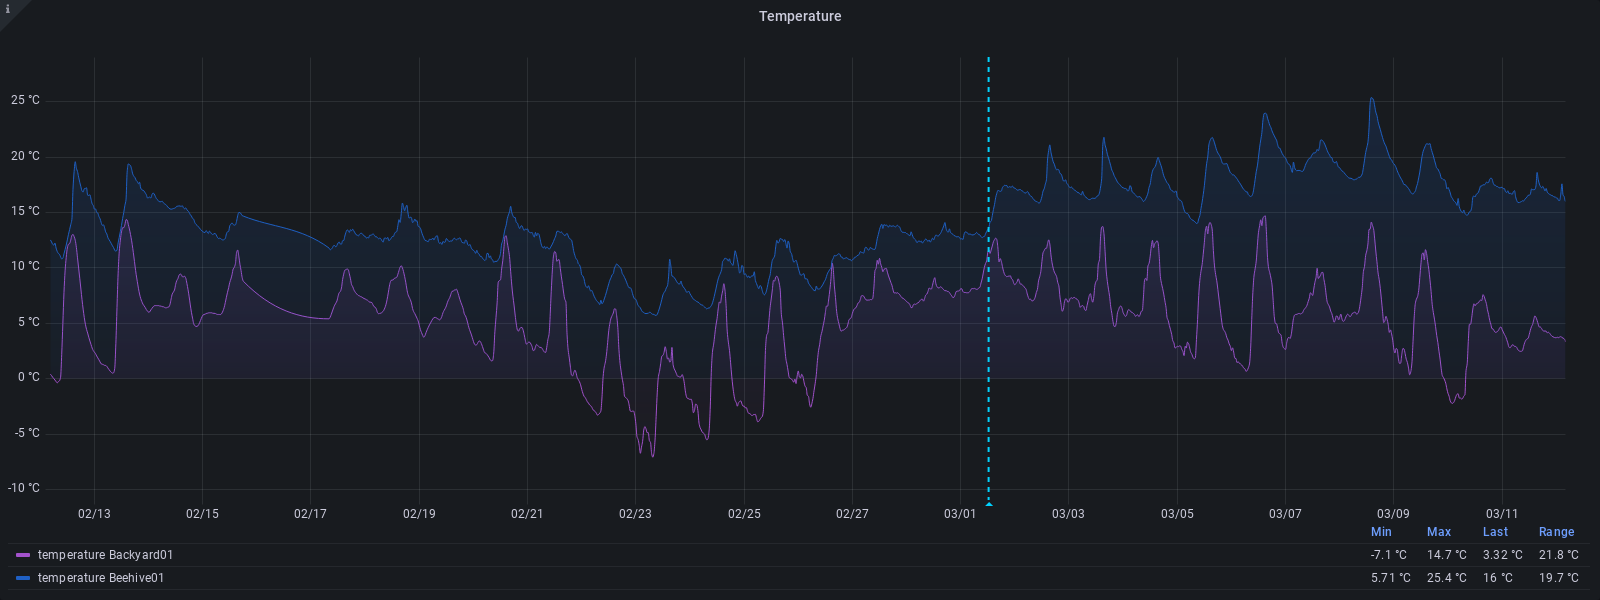 i
Temperature
25 °C
20 °C
15 °C
10 °C
5 °C
0 °C
-5 °C
-10 °C
02/13 02/15 02/17 02/19 02/21 02/23 02/25 02/27 03/01 03/03 03/05 03/07 03/09 03/11
Min Max Last Range
temperature Backyard01 -7.1 °C 14.7 °C 3.32 °C 21.8 °C
temperature Beehive01 5.71 °C 25.4 °C 16 °C 19.7 °C